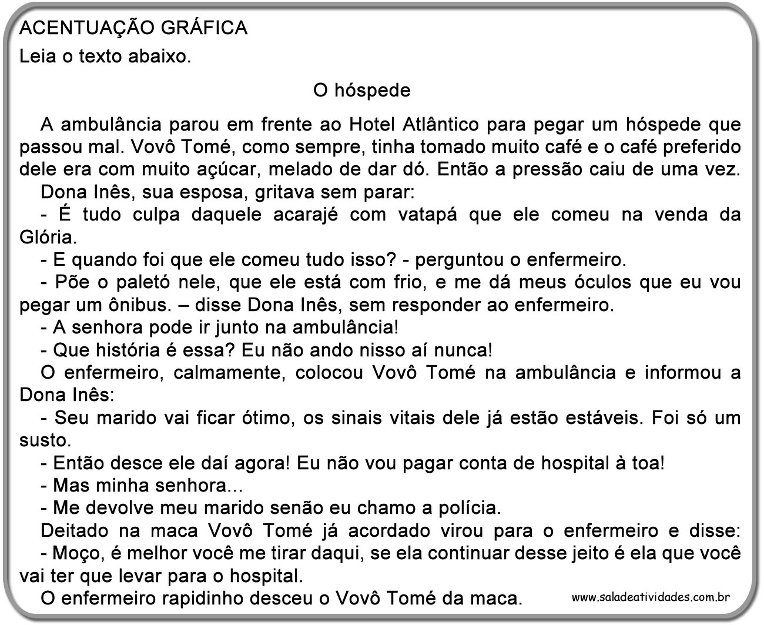 ACENTUAÇÃO GRÁFICA
Leia o texto abaixo.
O hóspede
A ambulância parou em frente ao Hotel Atlântico para pegar um hóspede que
passou mal. Vovô Tomé, como sempre, tinha tomado muito café e o café preferido
dele era com muito açúcar, melado de dar dó. Então a pressão caiu de uma vez.
Dona Inês, sua esposa, gritava sem parar:
- É tudo culpa daquele acarajé com vatapá que ele comeu na venda da
Glória.
- E quando foi que ele comeu tudo isso? - perguntou o enfermeiro.
- Põe o paletó nele, que ele está com frio, e me dá meus óculos que eu vou
pegar um ônibus. – disse Dona Inês, sem responder ao enfermeiro.
- A senhora pode ir junto na ambulância!
- Que história é essa? Eu não ando nisso aí nunca!
O enfermeiro, calmamente, colocou Vovô Tomé na ambulância e informou a
Dona Inês:
- Seu marido vai ficar ótimo, os sinais vitais dele já estão estáveis. Foi só um
susto.
- Então desce ele daí agora! Eu não vou pagar conta de hospital à toa!
- Mas minha senhora...
- Me devolve meu marido senão eu chamo a polícia.
Deitado na maca Vovô Tomé já acordado virou para o enfermeiro e disse:
- Moço, é melhor você me tirar daqui, se ela continuar desse jeito é ela que você
vai ter que levar para o hospital.
O enfermeiro rapidinho desceu o Vovô Tomé da maca.
www.saladeatividades.com.br